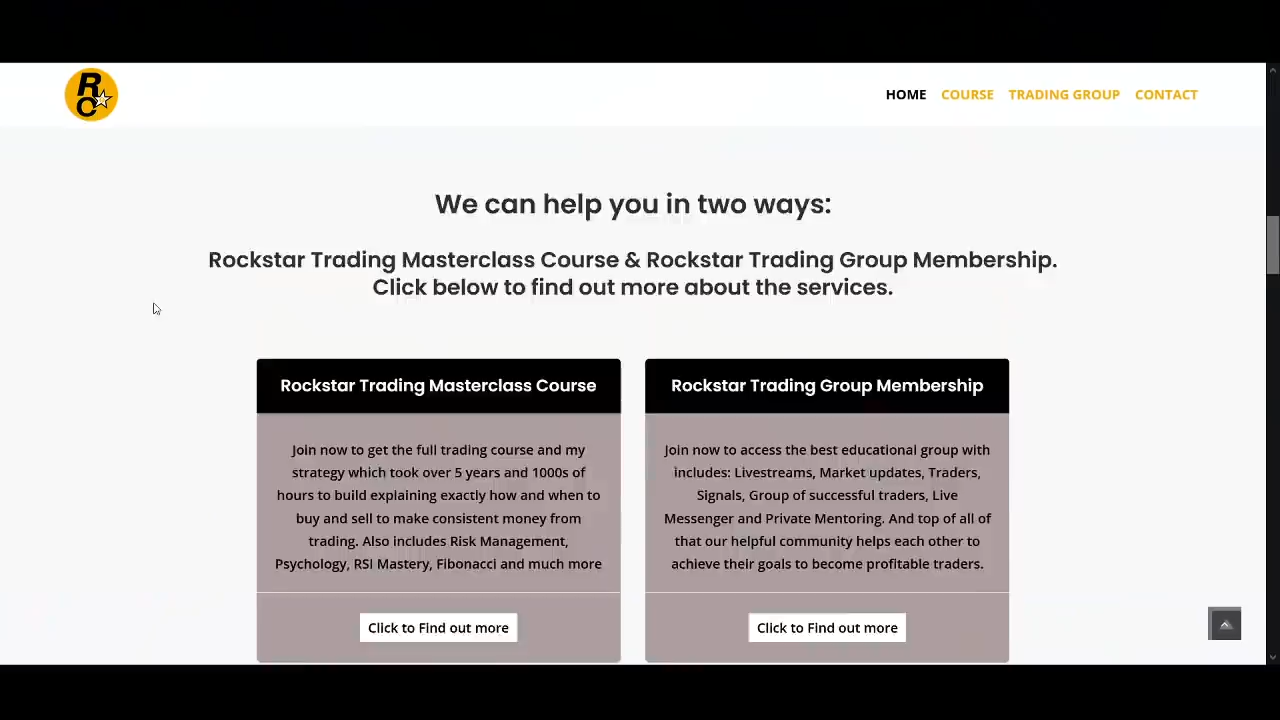 R
C
HOME COURSE TRADING GROUP CONTACT
We can help you in two ways:
Rockstar Trading Masterclass Course & Rockstar Trading Group Membership.
Click below to find out more about the services.
Rockstar Trading Masterclass Course
Join now to get the full trading course and my
strategy which took over 5 years and 1000s of
hours to build explaining exactly how and when to
buy and sell to make consistent money from
trading. Also includes Risk Management,
Psychology, RSI Mastery, Fibonacci and much more
Click to Find out more
Rockstar Trading Group Membership
Join now to access the best educational group with
includes: Livestreams, Market updates, Traders,
Signals, Group of successful traders, Live
Messenger and Private Mentoring. And top of all of
that our helpful community helps each other to
achieve their goals to become profitable traders.
Click to Find out more